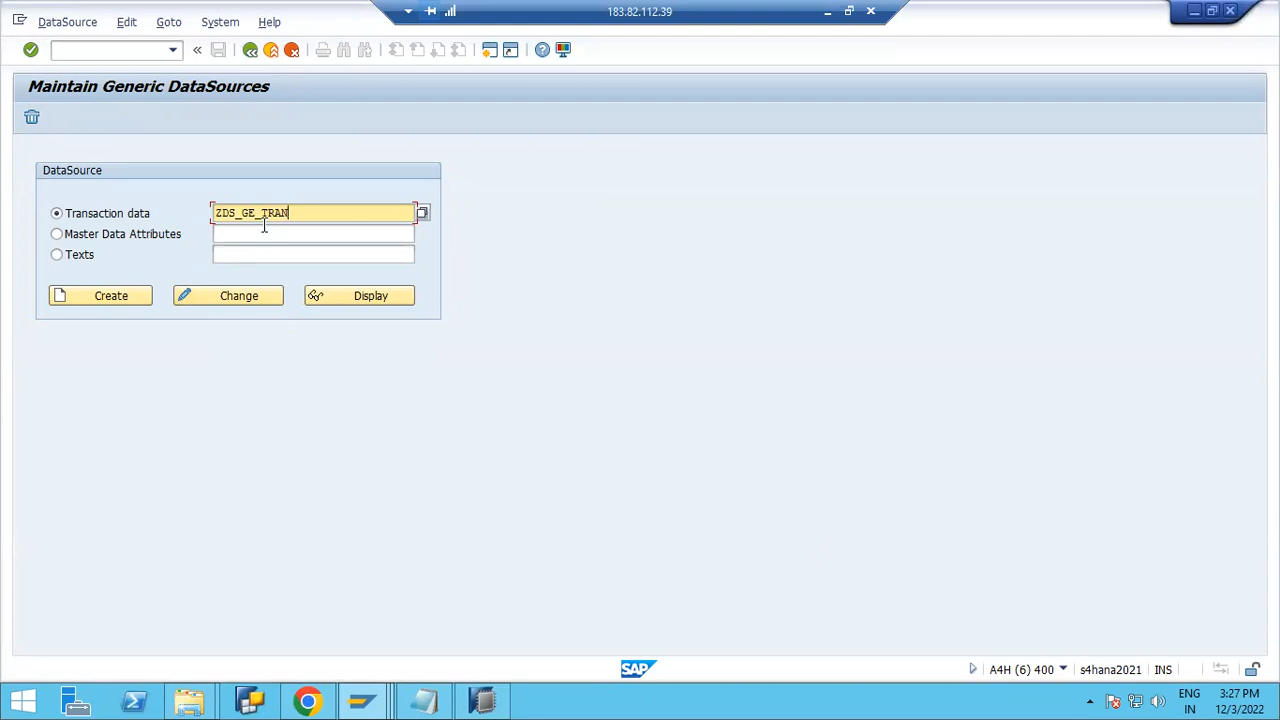 183.82.112.39
DataSource Edit Goto System Help
Maintain Generic DataSources
DataSource
Transaction data ZDS_GE_TRAN
Master Data Attributes
Texts
Create Change Display
SAP
A4H (6) 400 s4hana2021 INS
ENG 3:27 PM
IN 12/3/2022